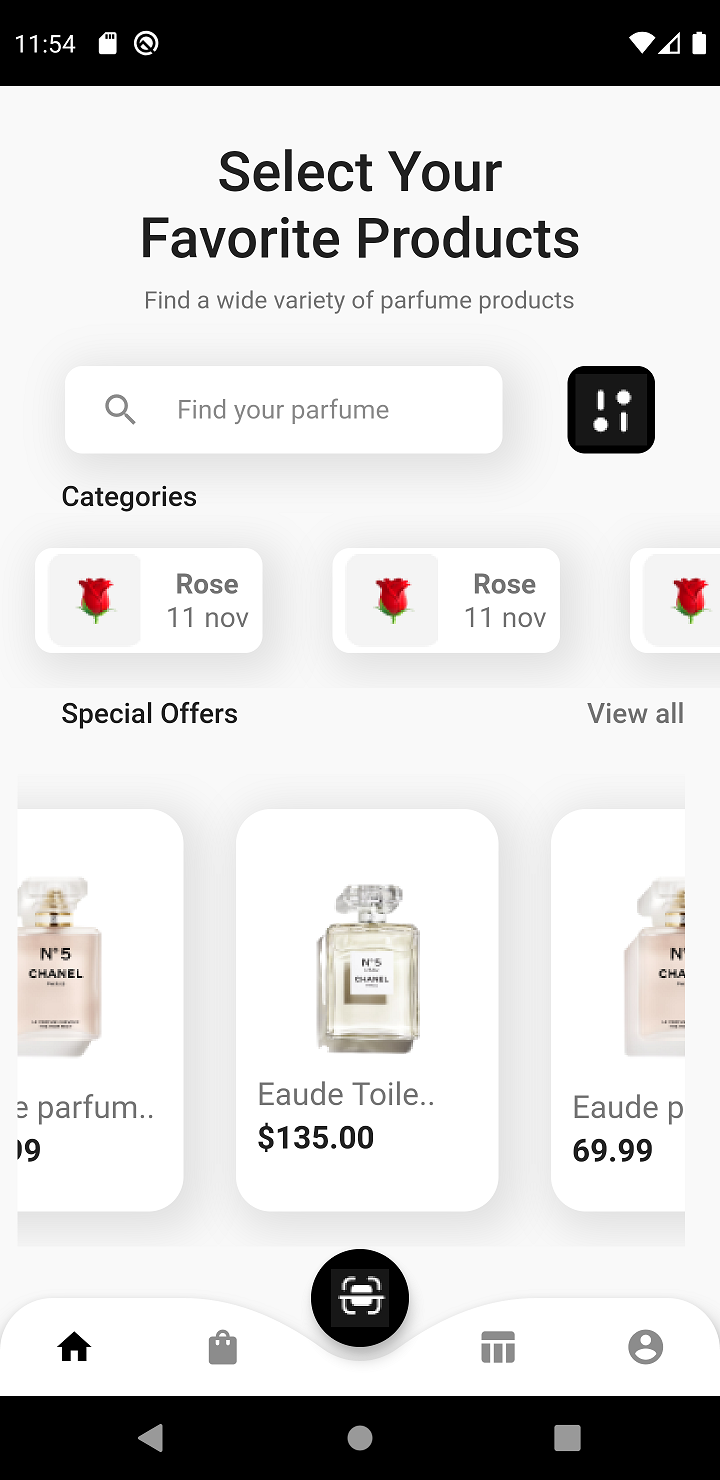 11:54
Select Your
Favorite Products
Find a wide variety of parfume products
Find your parfume
Categories
Rose
11 nov
Rose
11 nov
Special Offers
View all
N°5
CHANEL
e parfum..
99
N°5
CHANEL
Eaude Toile..
$135.00
Eaude p
69.99